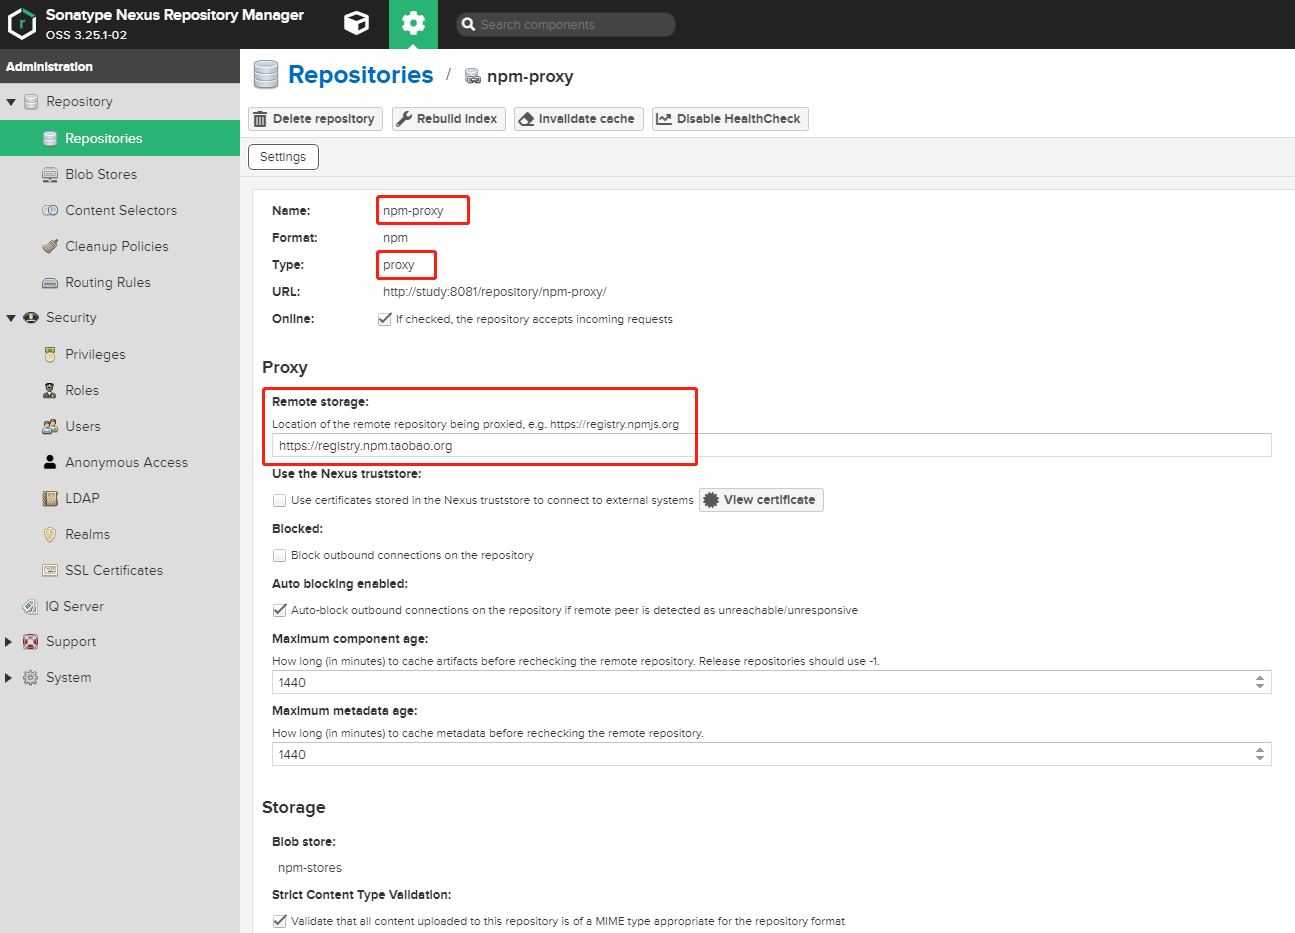 Sonatype Nexus Repository Manager
OSS 3.25.1-02
Search components
Administration
Repository
Repositories
Blob Stores
Content Selectors
Cleanup Policies
Routing Rules
Security
Privileges
Roles
Users
Anonymous Access
LDAP
Realms
SSL Certificates
IQ Server
Support
System
Repositories / npm-proxy
Delete repository Rebuild Index Invalidate cache Disable HealthCheck
Settings
Name: npm-proxy
Format: npm
Type: proxy
URL: http://study:8081/repository/npm-proxy/
Online: If checked, the repository accepts incoming requests
Proxy
Remote storage:
Location of the remote repository being proxied, e.g. https://registry.npmjs.org
https://registry.npm.taobao.org
Use the Nexus truststore:
Use certificates stored in the Nexus truststore to connect to external systems View certificate
Blocked:
Block outbound connections on the repository
Auto blocking enabled:
Auto-block outbound connections on the repository if remote peer is detected as unreachable/unresponsive
Maximum component age:
How long (in minutes) to cache artifacts before rechecking the remote repository. Release repositories should use -1.
1440
Maximum metadata age:
How long (in minutes) to cache metadata before rechecking the remote repository.
1440
Storage
Blob store:
npm-stores
Strict Content Type Validation:
Validate that all content uploaded to this repository is of a MIME type appropriate for the repository format